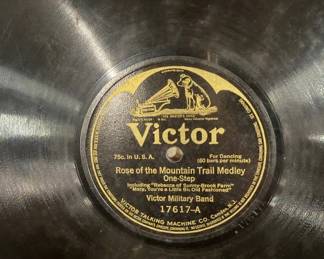 "HIS MASTER'S VOICE"
Victor
75c. in U. S. A.
For Dancing
(60 bars per minute)
Rose of the Mountain Trail Medley
One-Step
Including "Rebecca of Sunny-Brook Farm"
"Mary, You're a Little Bit Old Fashioned"
Victor Military Band
17617-A
VICTOR TALKING MACHINE CO. Camden, N.J.